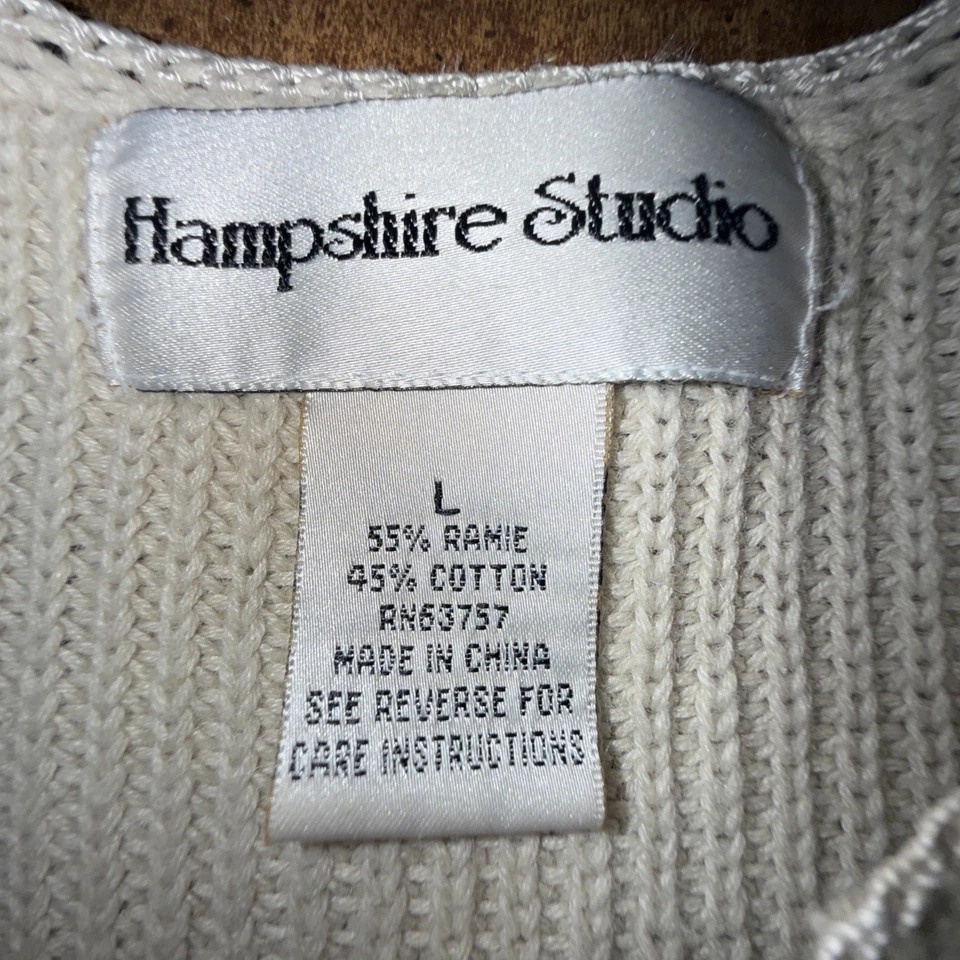 Hampshire Studio
L
55% RAMIE
45% COTTON
RN63757
MADE IN CHINA
SEE REVERSE FOR
CARE INSTRUCTIONS